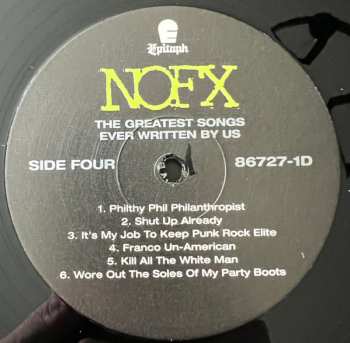 Epitaph
NOFX
THE GREATEST SONGS
EVER WRITTEN BY US
SIDE FOUR 86727-1D
1. Philthy Phil Philanthropist
2. Shut Up Already
3. It's My Job To Keep Punk Rock Elite
4. Franco Un-American
5. Kill All The White Man
6. Wore Out The Soles Of My Party Boots